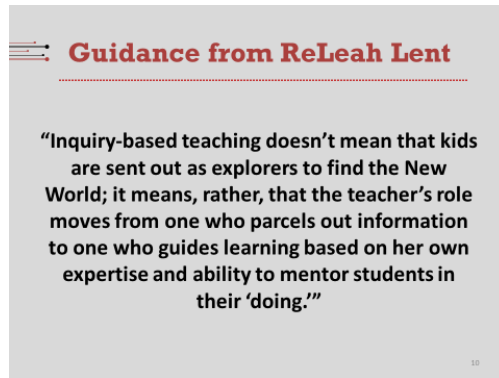 Guidance from ReLeah Lent
“Inquiry-based teaching doesn’t mean that kids
are sent out as explorers to find the New
World; it means, rather, that the teacher’s role
moves from one who parcels out information
to one who guides learning based on her own
expertise and ability to mentor students in
their ‘doing.’”
10